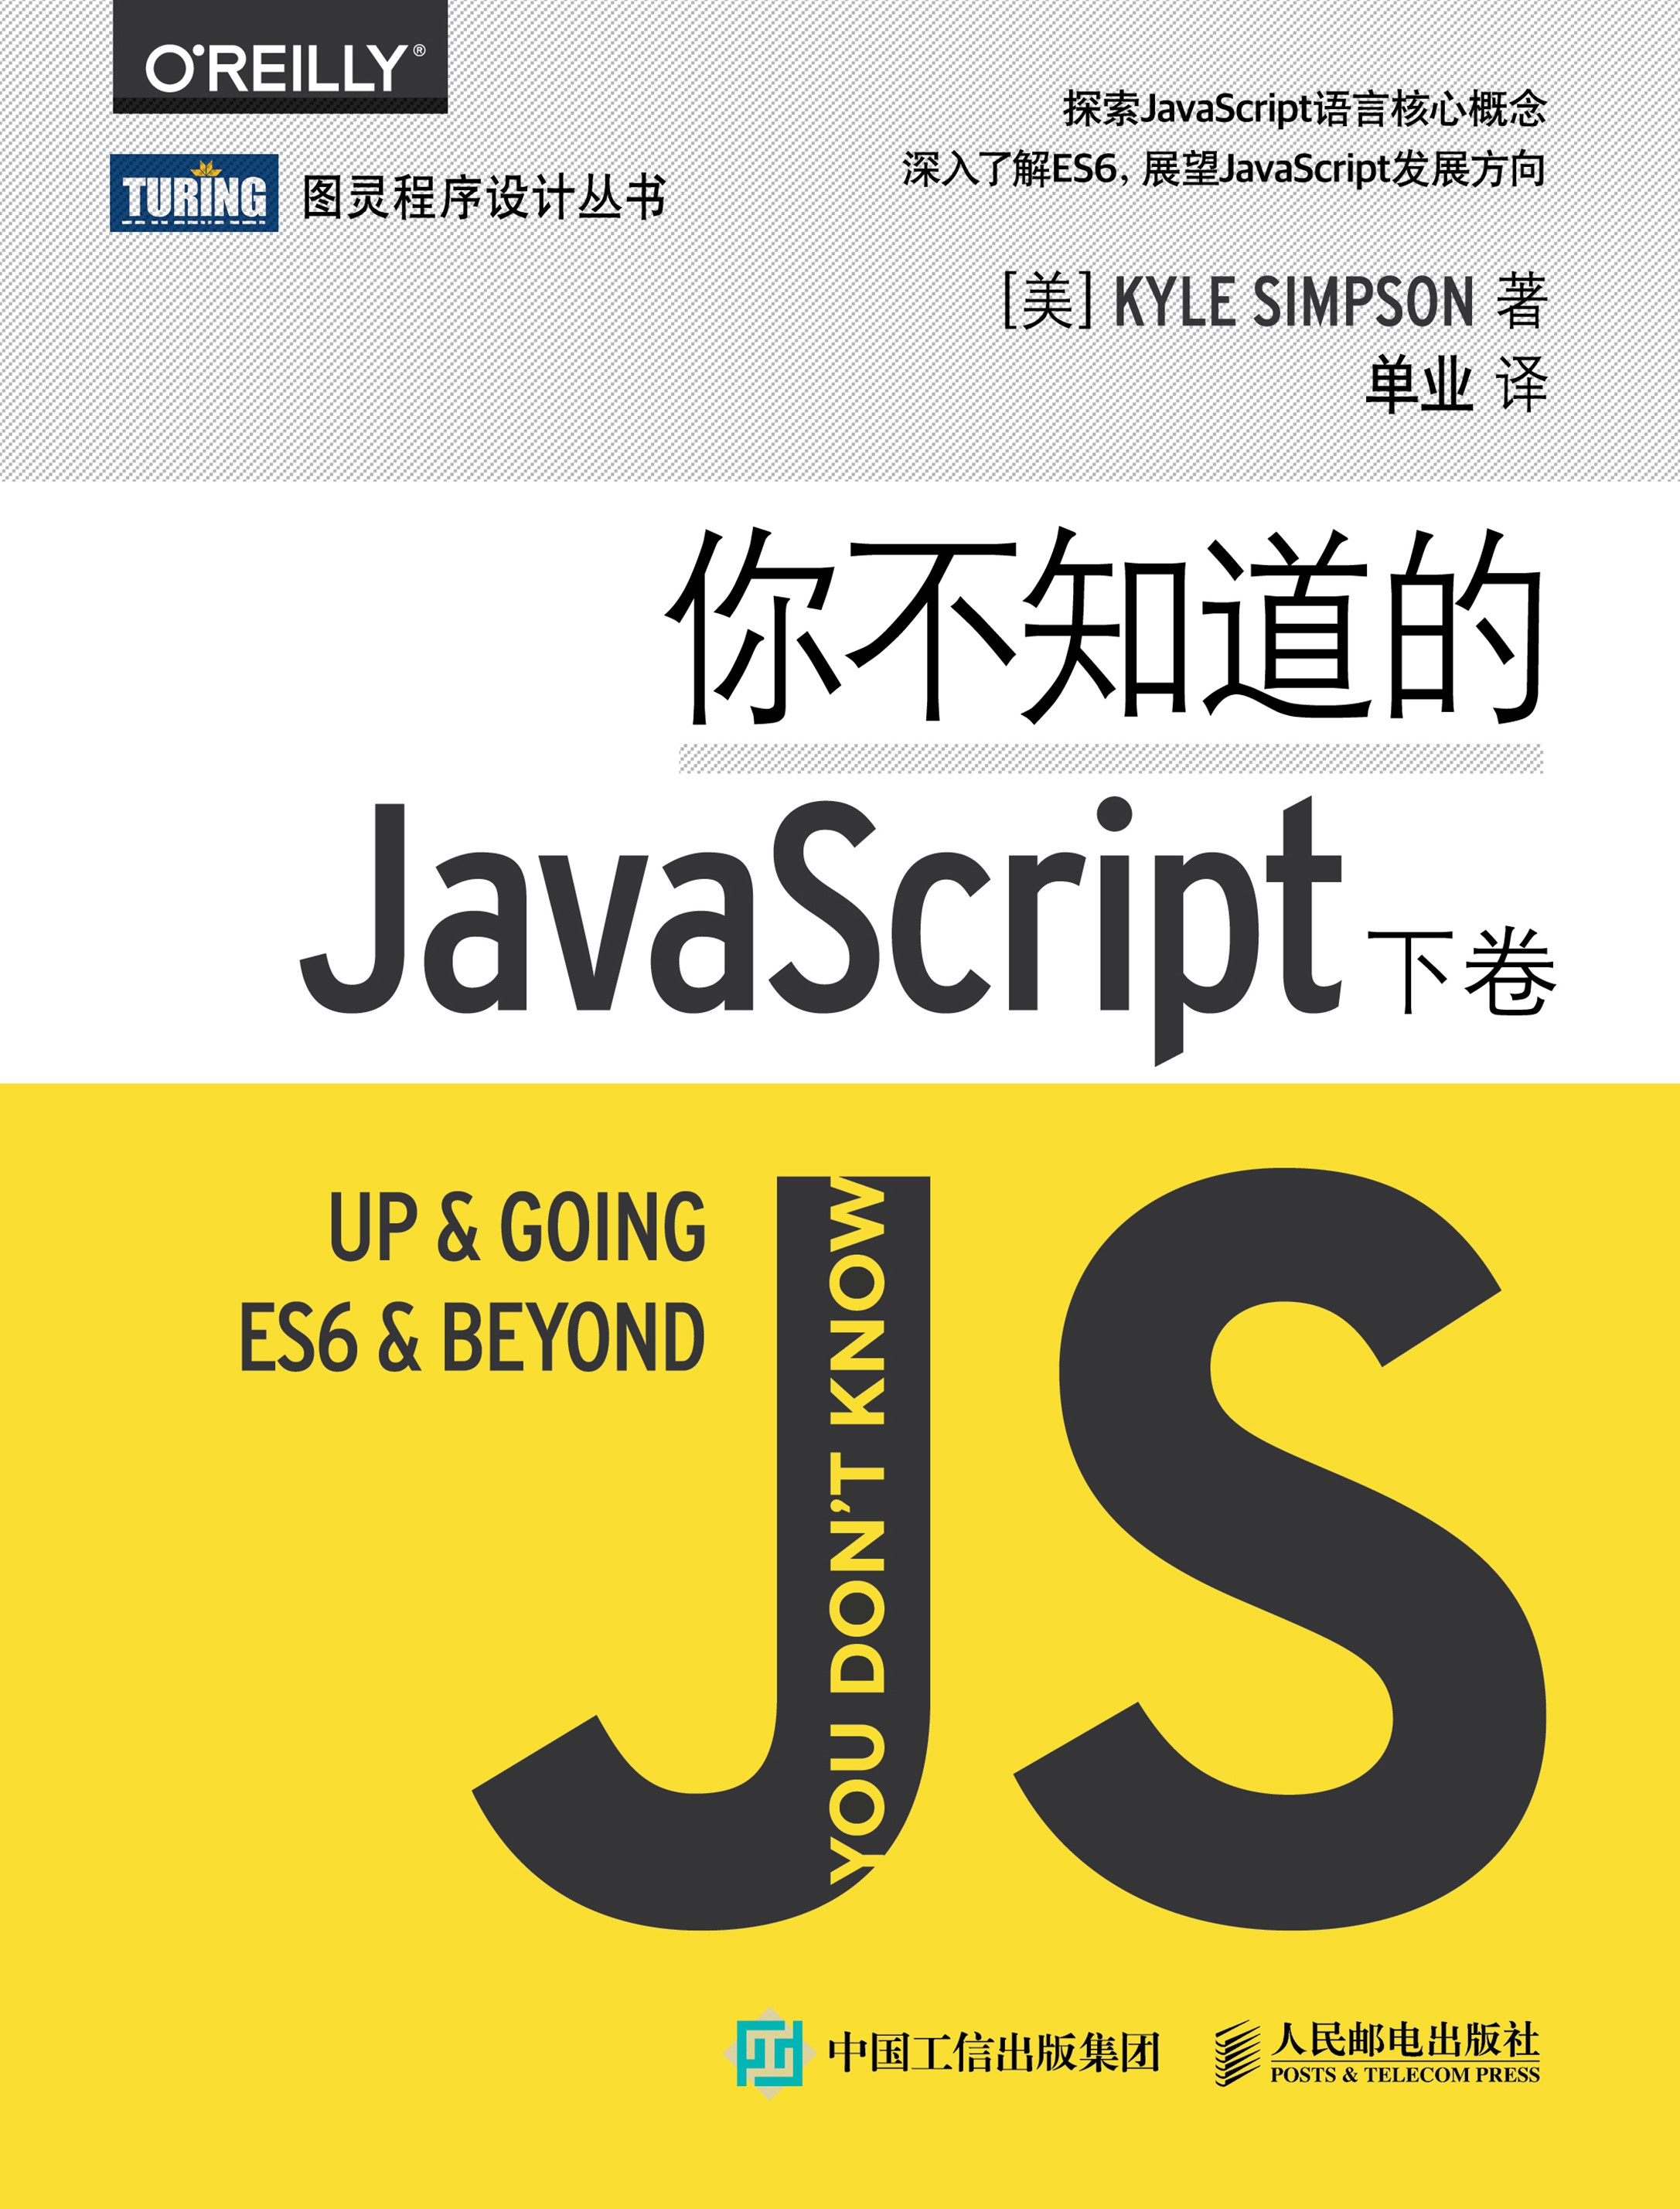 O'REILLY®
TURING
图灵程序设计丛书
探索JavaScript语言核心概念
深入了解ES6，展望JavaScript发展方向
[美] KYLE SIMPSON 著
单业 译
你不知道的
JavaScript 下卷
UP & GOING
ES6 & BEYOND
JS
YOU DON'T KNOW
中国工信出版集团
人民邮电出版社
POSTS & TELECOM PRESS